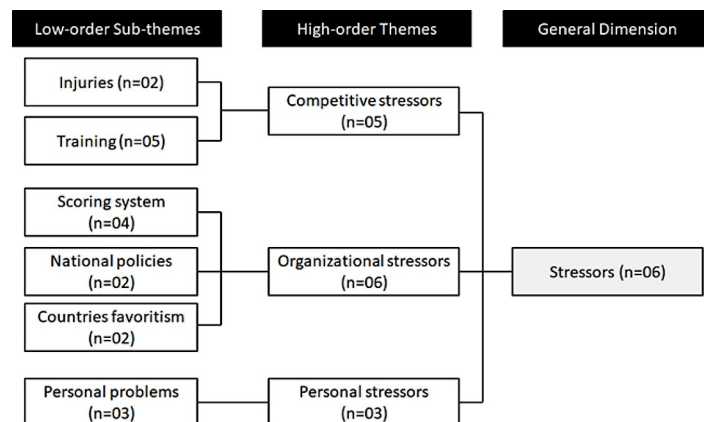 Low-order Sub-themes
High-order Themes
General Dimension
Injuries (n=02)
Training (n=05)
Competitive stressors
(n=05)
Scoring system
(n=04)
National policies
(n=02)
Countries favoritism
(n=02)
Organizational stressors
(n=06)
Stressors (n=06)
Personal problems
(n=03)
Personal stressors
(n=03)